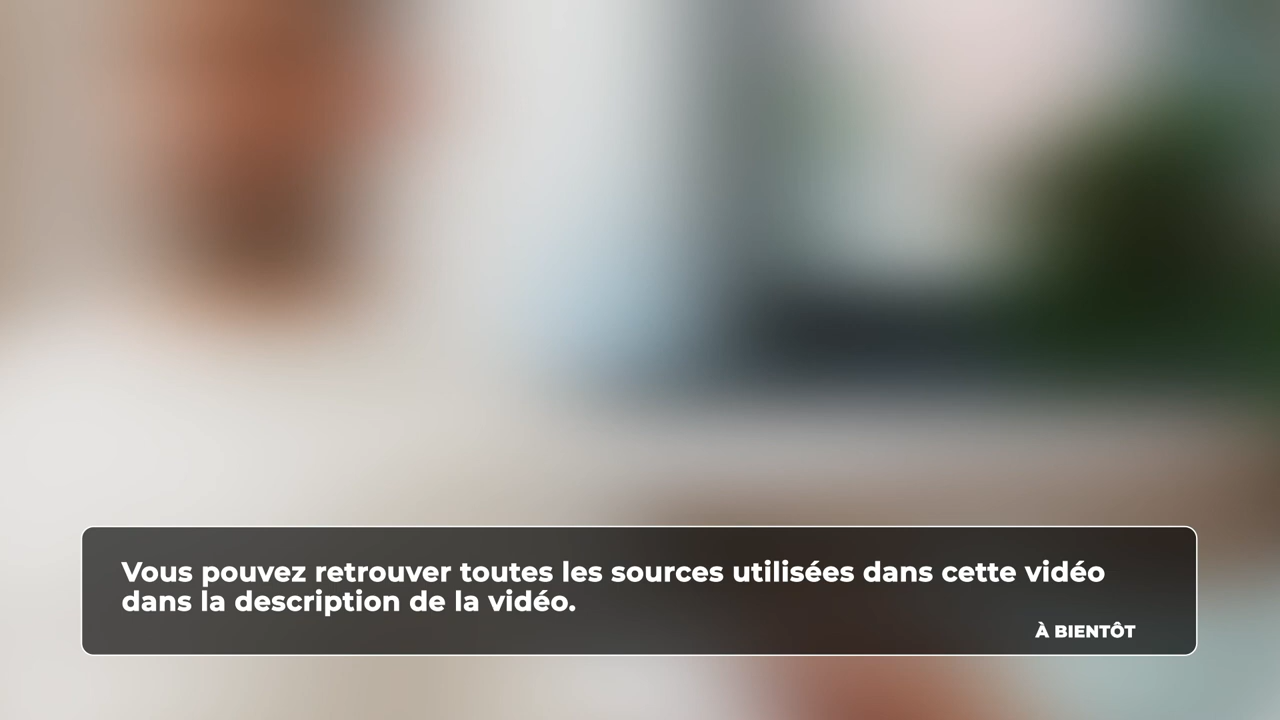 Vous pouvez retrouver toutes les sources utilisées dans cette vidéo
dans la description de la vidéo.
À BIENTÔT